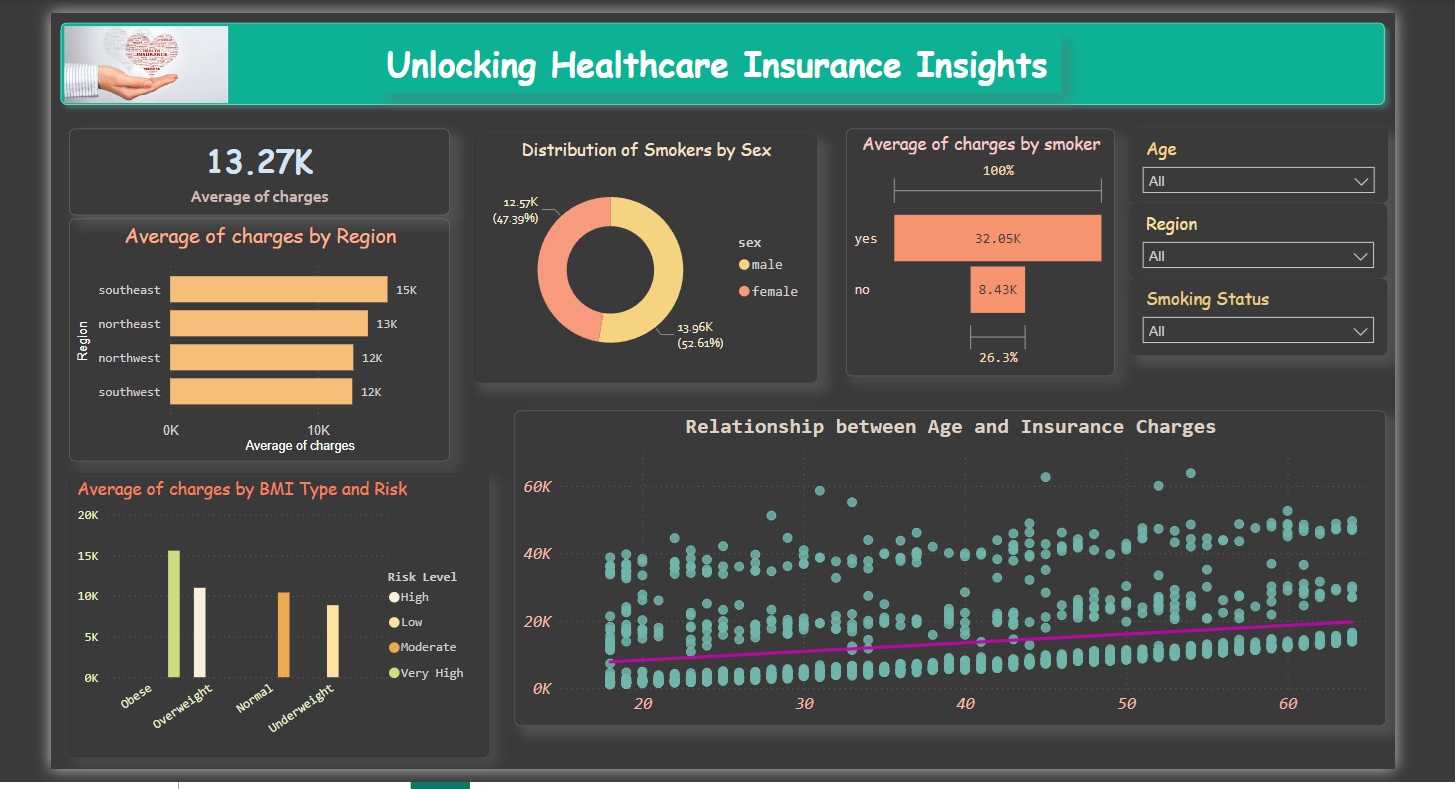 HEALTH
INSURANCE
Unlocking Healthcare Insurance Insights
13.27K
Average of charges
Average of charges by Region
Region
southeast 15K
northeast 13K
northwest 12K
southwest 12K
0K 10K
Average of charges
Average of charges by BMI Type and Risk
20K
15K
10K
5K
0K
Obese Overweight Normal Underweight
Risk Level
High
Low
Moderate
Very High
Distribution of Smokers by Sex
12.57K
(47.39%)
13.96K
(52.61%)
sex
male
female
Average of charges by smoker
100%
yes 32.05K
no 8.43K
26.3%
Age
All
Region
All
Smoking Status
All
Relationship between Age and Insurance Charges
60K
40K
20K
0K
20 30 40 50 60